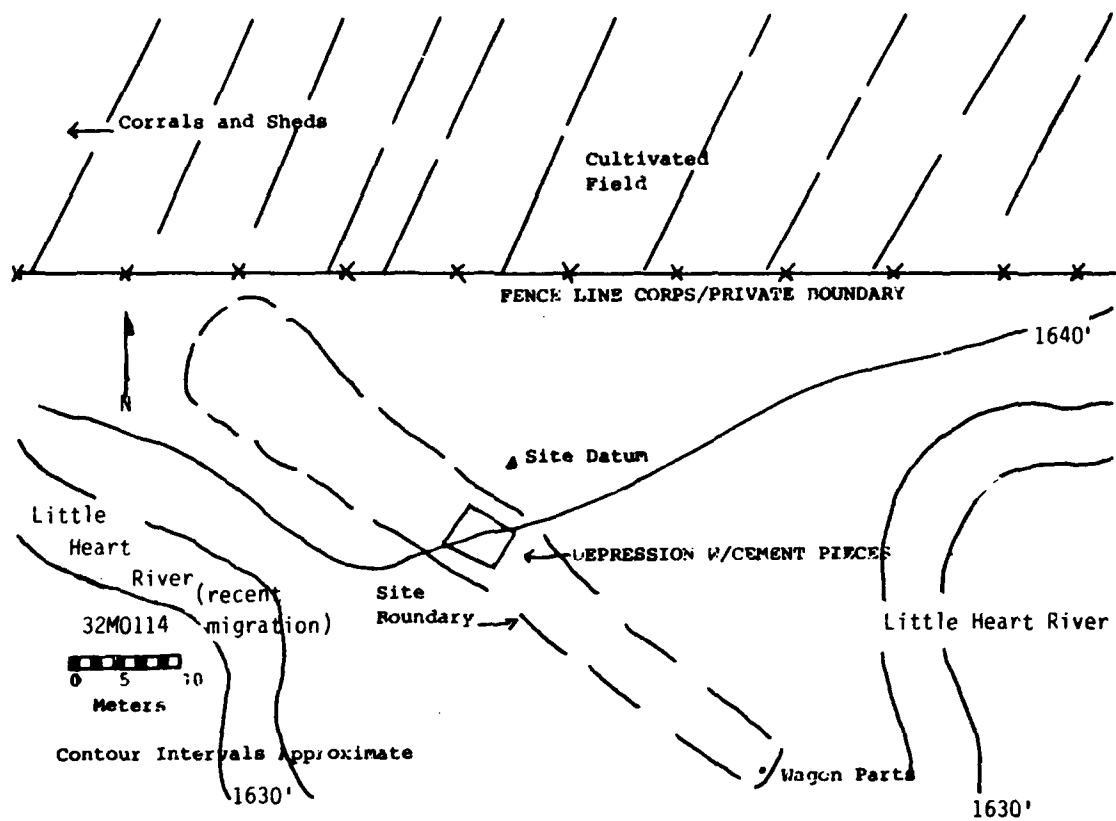 Corrals and Sheds
Cultivated
Field
FENCE LINE CORPS/PRIVATE BOUNDARY
N
1640'
Site Datum
Little
Heart
River (recent
migration)
DEPRESSION W/CEMENT PIECES
Site
Boundary
Little Heart River
32MO114
0 5 10
Meters
Contour Intervals Approximate
Wagon Parts
1630'
1630'